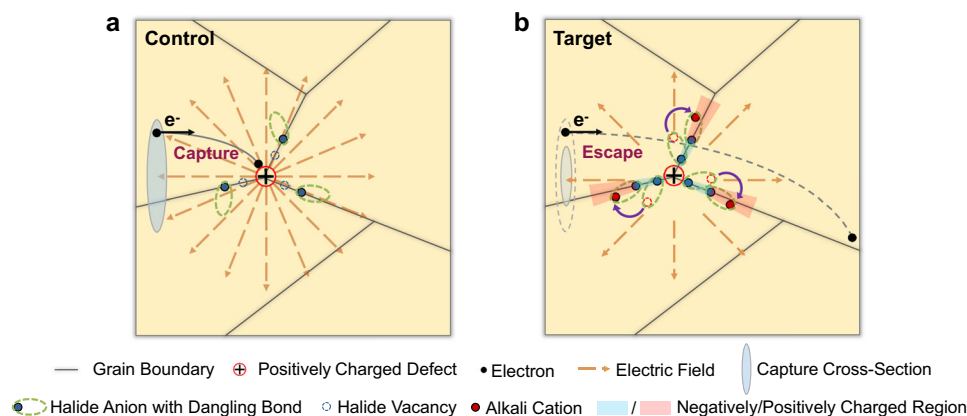 a
Control
e-
Capture
b
Target
e-
Escape
Grain Boundary
Positively Charged Defect
Electron
Electric Field
Capture Cross-Section
Halide Anion with Dangling Bond
Halide Vacancy
Alkali Cation
/
Negatively/Positively Charged Region